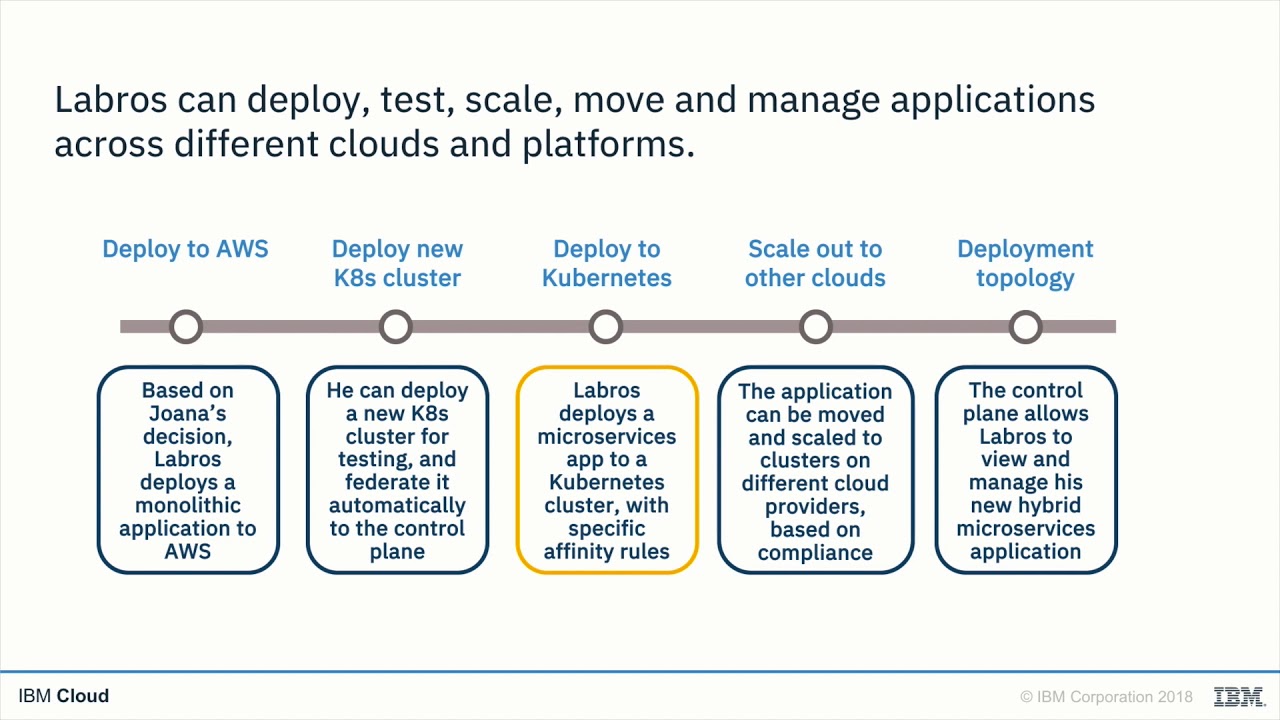 Labros can deploy, test, scale, move and manage applications
across different clouds and platforms.
Deploy to AWS
Deploy new
K8s cluster
Deploy to
Kubernetes
Scale out to
other clouds
Deployment
topology
Based on
Joana's
decision,
Labros
deploys a
monolithic
application to
AWS
He can deploy
a new K8s
cluster for
testing, and
federate it
automatically
to the control
plane
Labros
deploys a
microservices
app to a
Kubernetes
cluster, with
specific
affinity rules
The application
can be moved
and scaled to
clusters on
different cloud
providers,
based on
compliance
The control
plane allows
Labros to
view and
manage his
new hybrid
microservices
application
IBM Cloud
© IBM Corporation 2018
IBM